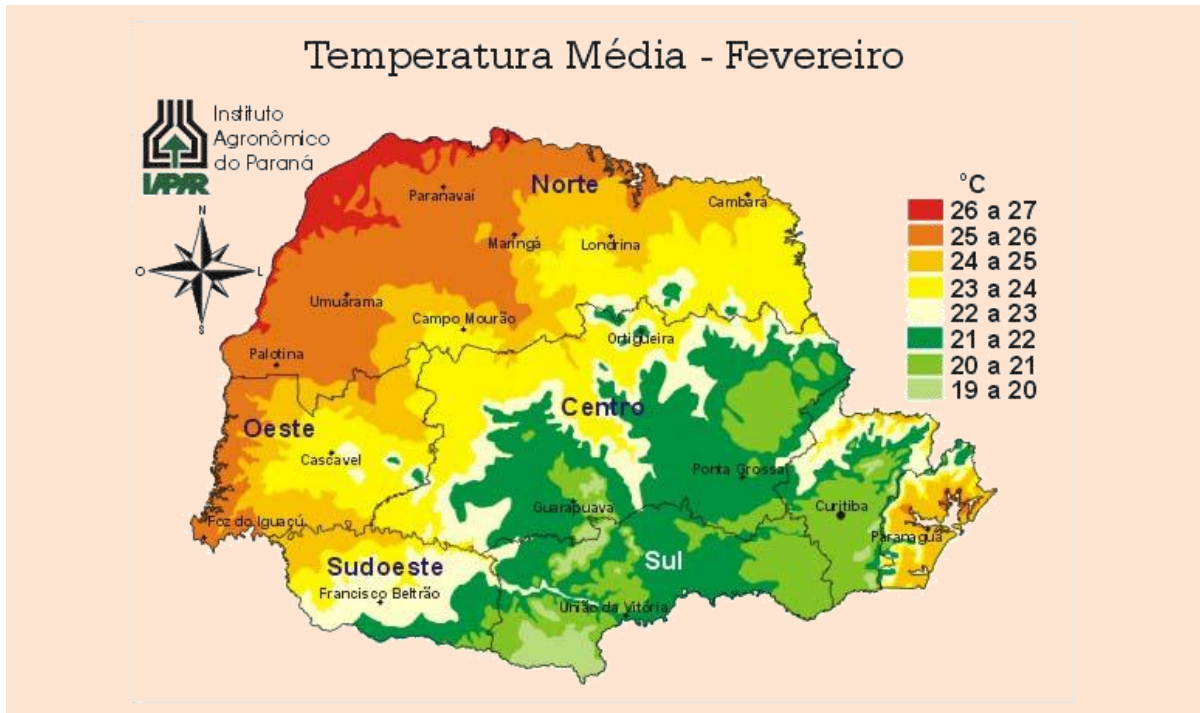 Temperatura Média - Fevereiro
Instituto
Agronômico
do Paraná
IAPAR
N
O
L
S
°C
26 a 27
25 a 26
24 a 25
23 a 24
22 a 23
21 a 22
20 a 21
19 a 20
Norte
Paranavaí
Cambará
Maringá
Londrina
Umuarama
Campo Mourão
Ortigueira
Palotina
Centro
Oeste
Cascavel
Ponta Grossa
Guarapuava
Curitiba
Foz do Iguaçú
Paranaguá
Sul
Sudoeste
Francisco Beltrão
União da Vitória